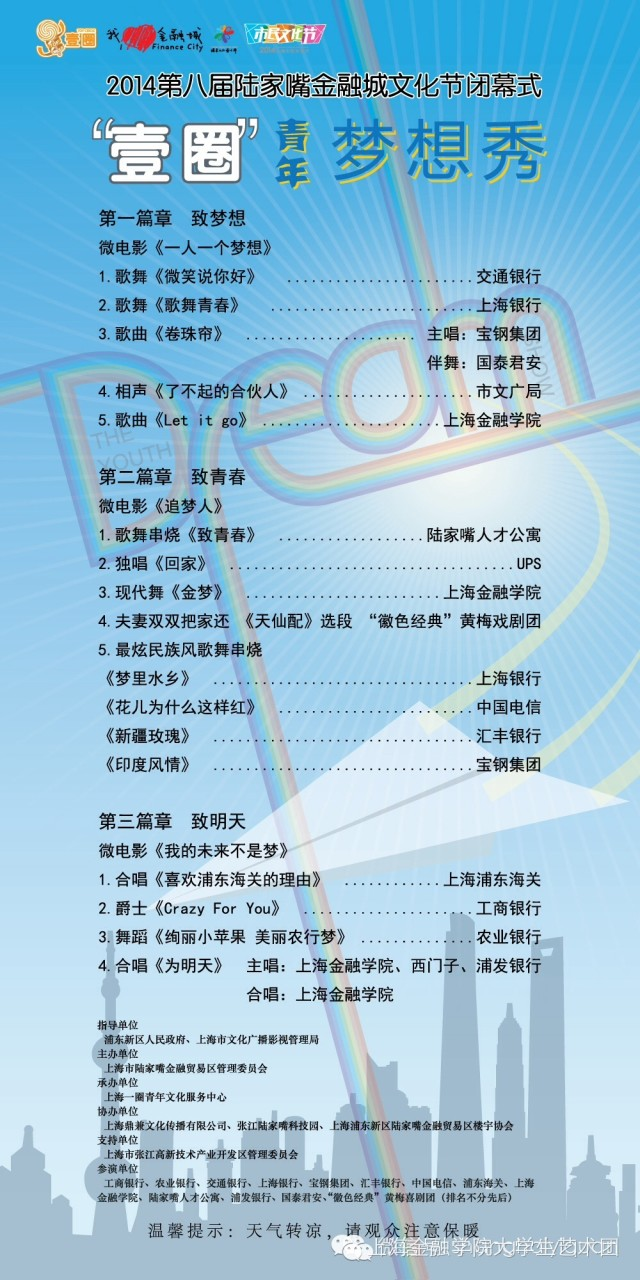 壹圈
我 金融城
Finance City
市民文化节
2014第八届陆家嘴金融城文化节闭幕式
“壹圈”青年 梦想秀
第一篇章 致梦想
微电影《一人一个梦想》
1.歌舞《微笑说你好》 ........................交通银行
2.歌舞《歌舞青春》 .........................上海银行
3.歌曲《卷珠帘》 ..................... 主唱：宝钢集团
伴舞：国泰君安
4.相声《了不起的合伙人》 .....................市文广局
5.歌曲《Let it go》 ......................上海金融学院
Dream
THE YOUTH
SHOW
第二篇章 致青春
微电影《追梦人》
1.歌舞串烧《致青春》 ..................陆家嘴人才公寓
2.独唱《回家》 ...................................UPS
3.现代舞《金梦》 ........................上海金融学院
4.夫妻双双把家还 《天仙配》选段 “徽色经典”黄梅戏剧团
5.最炫民族风歌舞串烧
《梦里水乡》 ................................上海银行
《花儿为什么这样红》 ........................中国电信
《新疆玫瑰》 ................................汇丰银行
《印度风情》 ................................宝钢集团
第三篇章 致明天
微电影《我的未来不是梦》
1.合唱《喜欢浦东海关的理由》 ............上海浦东海关
2.爵士《Crazy For You》 .....................工商银行
3.舞蹈《绚丽小苹果 美丽农行梦》 ..............农业银行
4.合唱《为明天》 主唱：上海金融学院、西门子、浦发银行
合唱：上海金融学院
指导单位
浦东新区人民政府、上海市文化广播影视管理局
主办单位
上海市陆家嘴金融贸易区管理委员会
承办单位
上海一圈青年文化服务中心
协办单位
上海鼎兼文化传播有限公司、张江陆家嘴科技园、上海浦东新区陆家嘴金融贸易区楼宇协会
支持单位
上海市张江高新技术产业开发区管理委员会
参演单位
工商银行、农业银行、交通银行、上海银行、宝钢集团、汇丰银行、中国电信、浦东海关、上海
金融学院、陆家嘴人才公寓、浦发银行、国泰君安、“徽色经典”黄梅喜剧团（排名不分先后）
温馨提示：天气转凉，请观众注意保暖
上海金融学院大学生艺术团